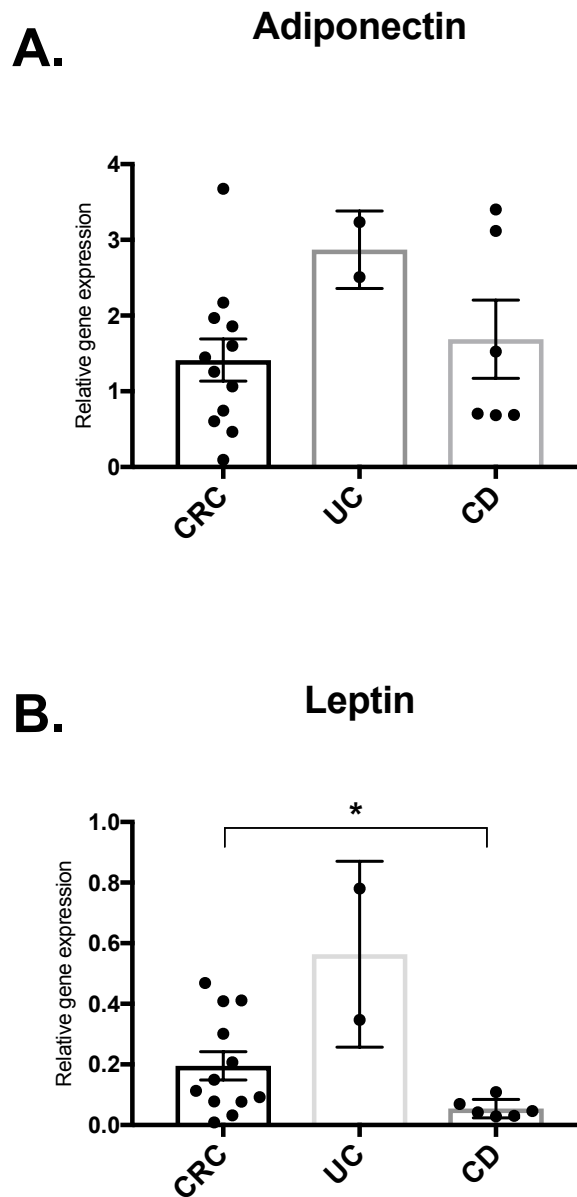 A.
Adiponectin
Relative gene expression
4
3
2
1
0
CRC
UC
CD
B.
Leptin
Relative gene expression
1.0
0.8
0.6
0.4
0.2
0.0
*
CRC
UC
CD